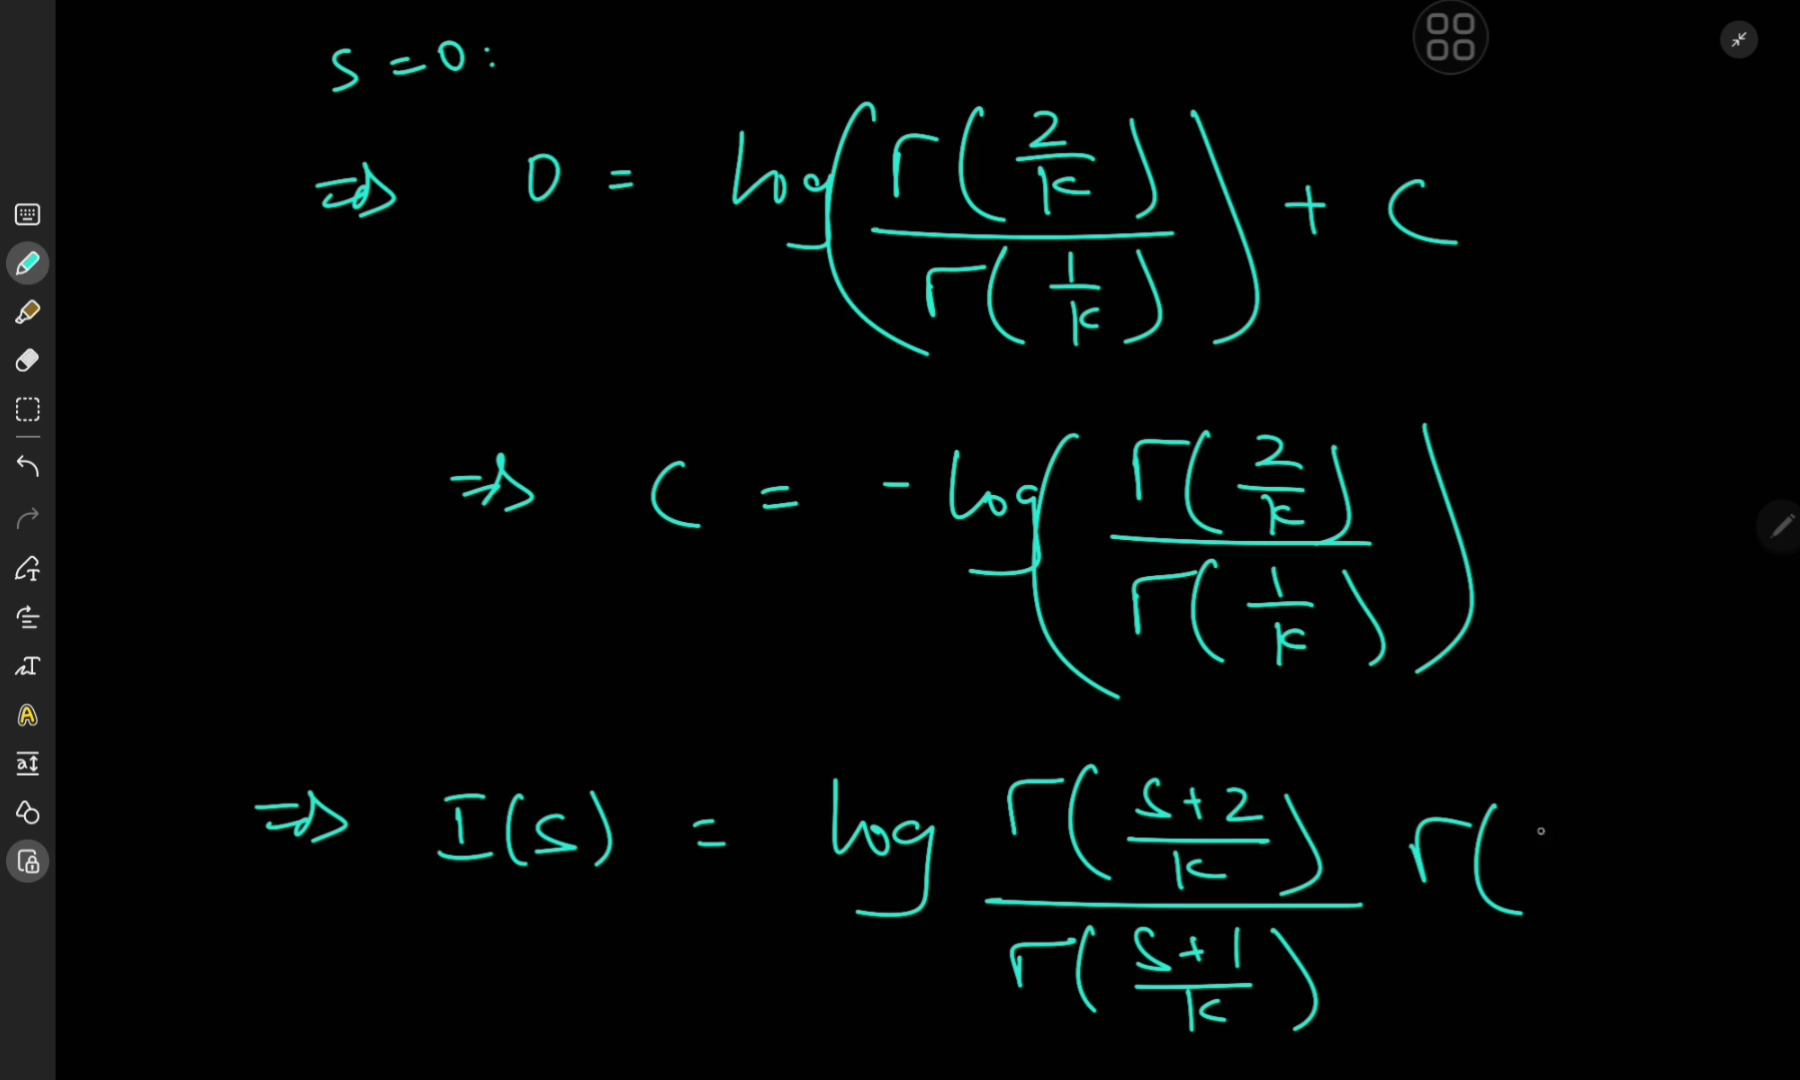 S = 0 :
⇒ 0 = log( Γ(2/k) / Γ(1/k) ) + C
⇒ C = - log( Γ(2/k) / Γ(1/k) )
⇒ I(s) = log Γ((s+2)/k) / Γ((s+1)/k) Γ(